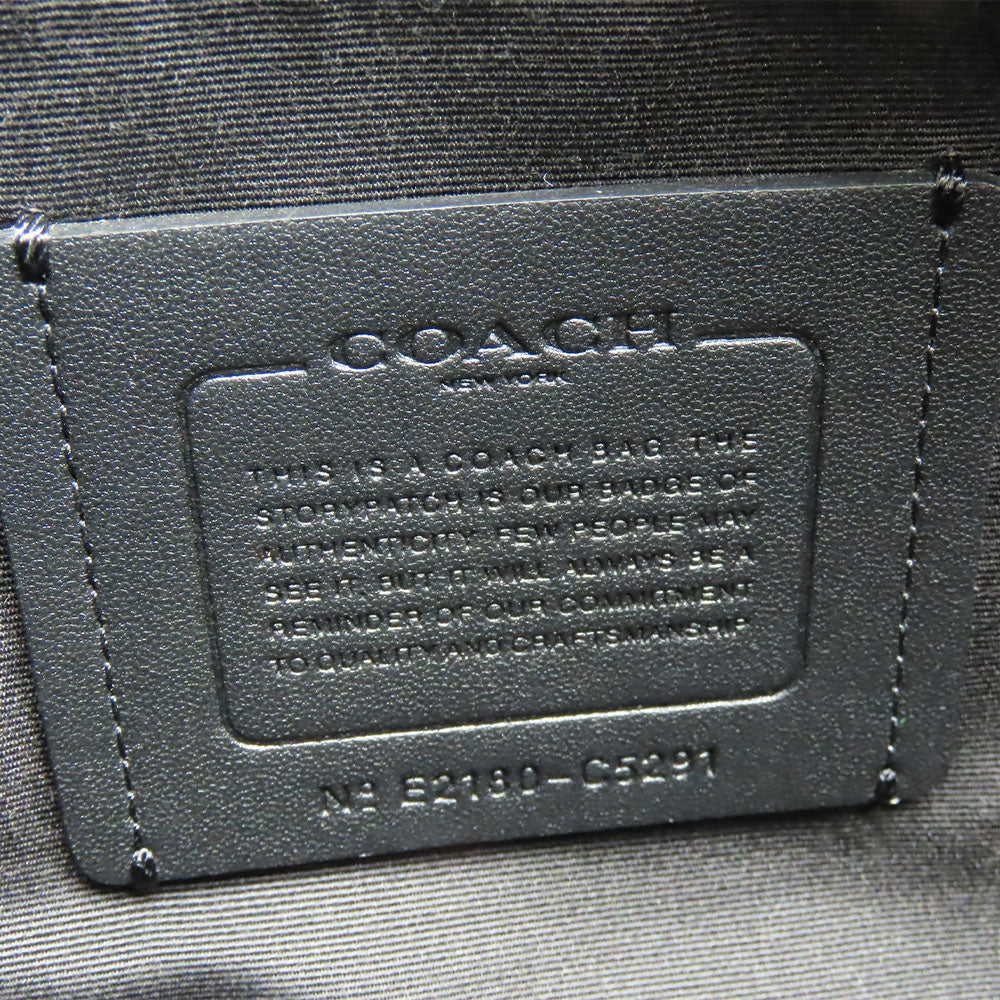 COACH
NEW YORK
THIS IS A COACH BAG. THE
STORYPATCH IS OUR BADGE OF
AUTHENTICITY. FEW PEOPLE MAY
SEE IT, BUT IT WILL ALWAYS BE A
REMINDER OF OUR COMMITMENT
TO QUALITY AND CRAFTSMANSHIP
Nº E2180-C5291